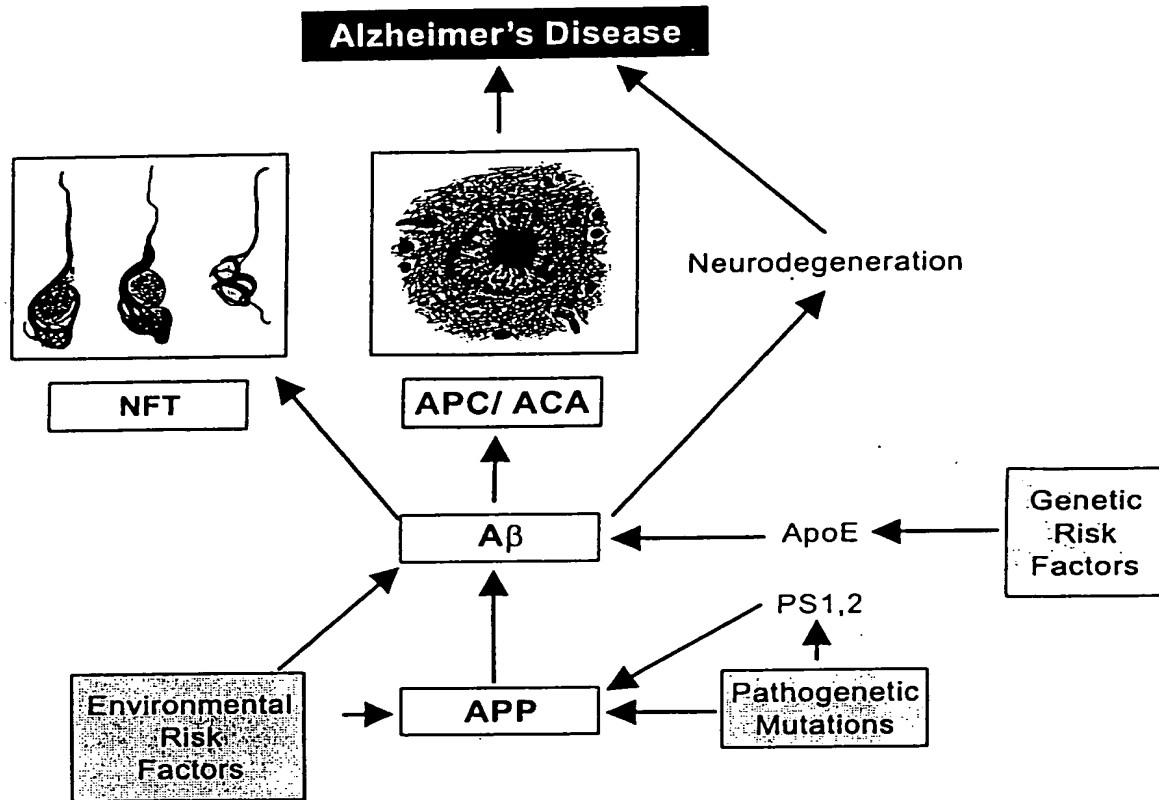 Alzheimer's Disease
Neurodegeneration
NFT
APC/ ACA
Aβ
ApoE
Genetic
Risk
Factors
PS1,2
Environmental
Risk
Factors
APP
Pathogenetic
Mutations